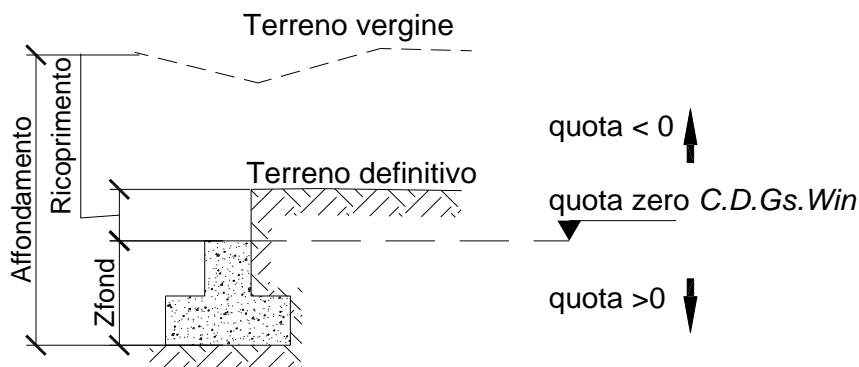 Terreno vergine
Affondamento
Ricoprimento
quota < 0
Terreno definitivo
quota zero C.D.Gs.Win
Zfond
quota >0